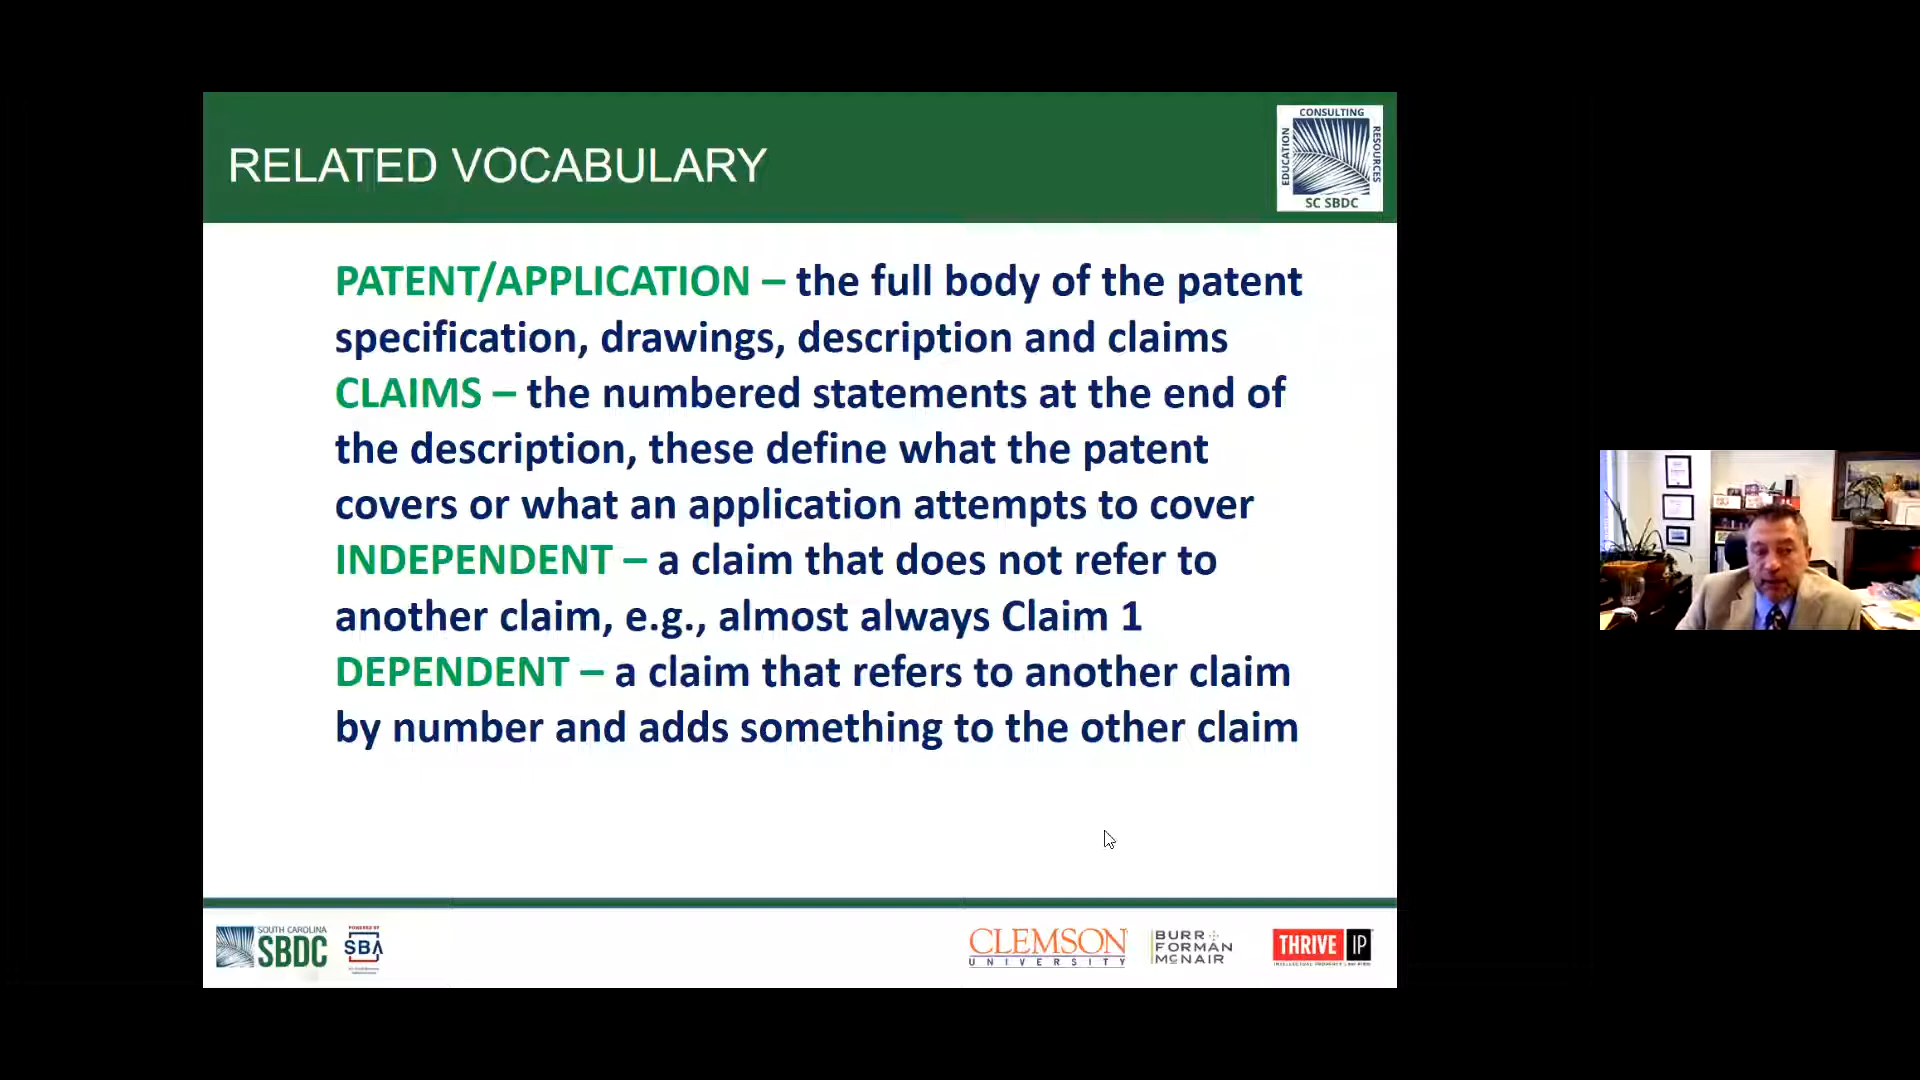 RELATED VOCABULARY
CONSULTING
EDUCATION
RESOURCES
SC SBDC
PATENT/APPLICATION – the full body of the patent
specification, drawings, description and claims
CLAIMS – the numbered statements at the end of
the description, these define what the patent
covers or what an application attempts to cover
INDEPENDENT – a claim that does not refer to
another claim, e.g., almost always Claim 1
DEPENDENT – a claim that refers to another claim
by number and adds something to the other claim
SOUTH CAROLINA
SBDC
POWERED BY
SBA
CLEMSON
UNIVERSITY
BURR
FORMAN
MCNAIR
THRIVE IP
INTELLECTUAL PROPERTY LAW FIRM